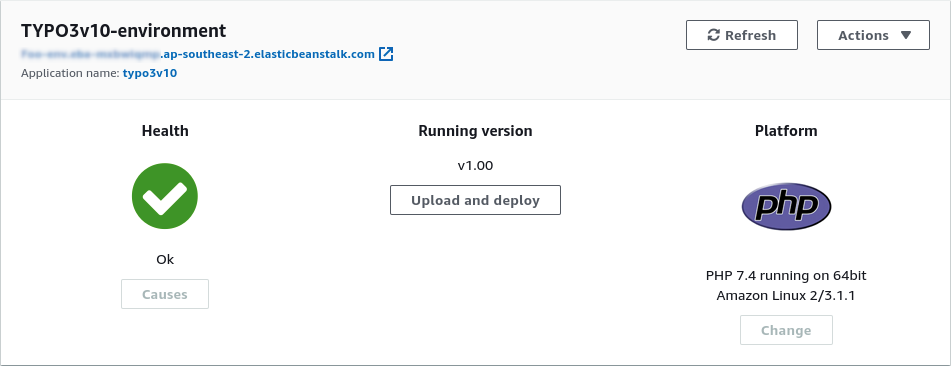 TYPO3v10-environment
.ap-southeast-2.elasticbeanstalk.com
Refresh
Actions
Application name: typo3v10
Health
Running version
Platform
v1.00
Upload and deploy
php
Ok
Causes
PHP 7.4 running on 64bit
Amazon Linux 2/3.1.1
Change